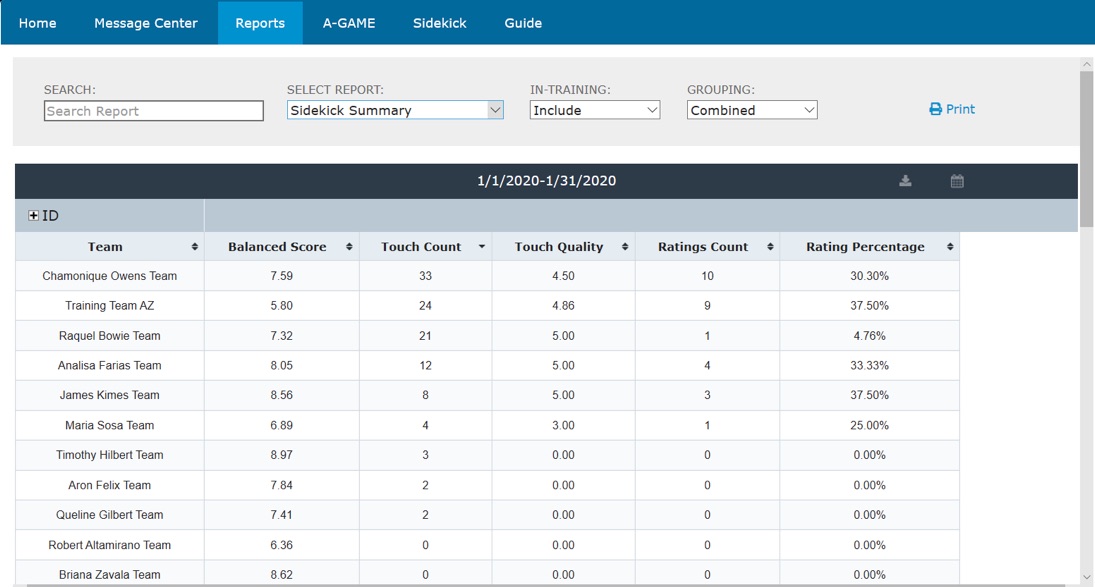 Home Message Center Reports A-GAME Sidekick Guide
SEARCH: SELECT REPORT: IN-TRAINING: GROUPING:
Search Report Sidekick Summary Include Combined Print
1/1/2020-1/31/2020
ID
Team Balanced Score Touch Count Touch Quality Ratings Count Rating Percentage
Chamonique Owens Team 7.59 33 4.50 10 30.30%
Training Team AZ 5.80 24 4.86 9 37.50%
Raquel Bowie Team 7.32 21 5.00 1 4.76%
Analisa Farias Team 8.05 12 5.00 4 33.33%
James Kimes Team 8.56 8 5.00 3 37.50%
Maria Sosa Team 6.89 4 3.00 1 25.00%
Timothy Hilbert Team 8.97 3 0.00 0 0.00%
Aron Felix Team 7.84 2 0.00 0 0.00%
Queline Gilbert Team 7.41 2 0.00 0 0.00%
Robert Altamirano Team 6.36 0 0.00 0 0.00%
Briana Zavala Team 8.62 0 0.00 0 0.00%